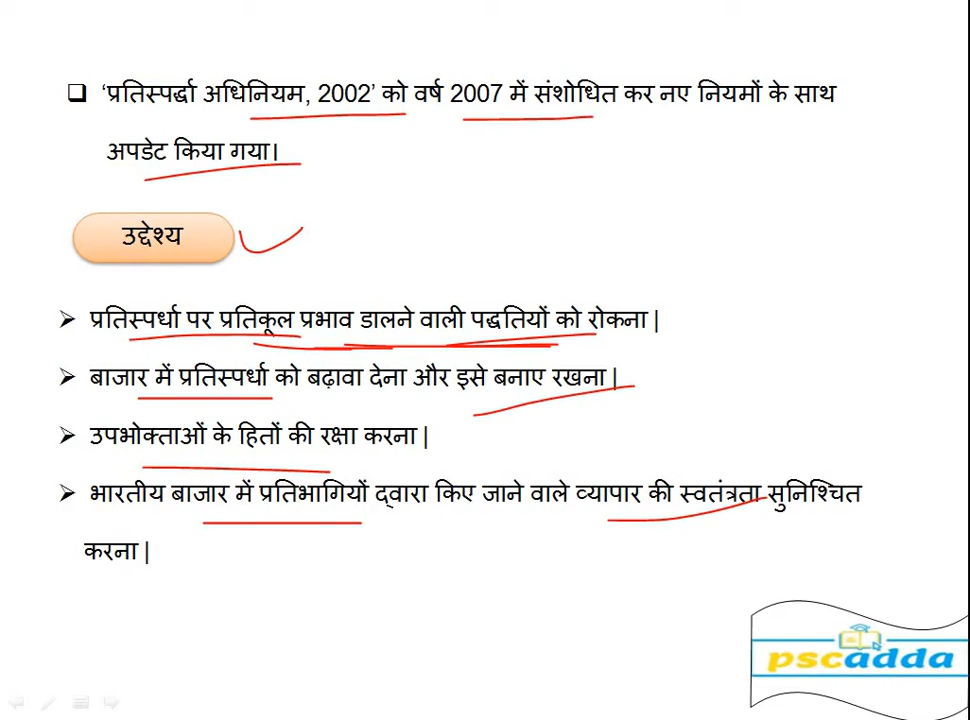 ‘प्रतिस्पर्द्धा अधिनियम, 2002’ को वर्ष 2007 में संशोधित कर नए नियमों के साथ
अपडेट किया गया।
उद्देश्य
प्रतिस्पर्धा पर प्रतिकूल प्रभाव डालने वाली पद्धतियों को रोकना |
बाजार में प्रतिस्पर्धा को बढ़ावा देना और इसे बनाए रखना |
उपभोक्ताओं के हितों की रक्षा करना |
भारतीय बाजार में प्रतिभागियों द्वारा किए जाने वाले व्यापार की स्वतंत्रता सुनिश्चित
करना |
pscadda